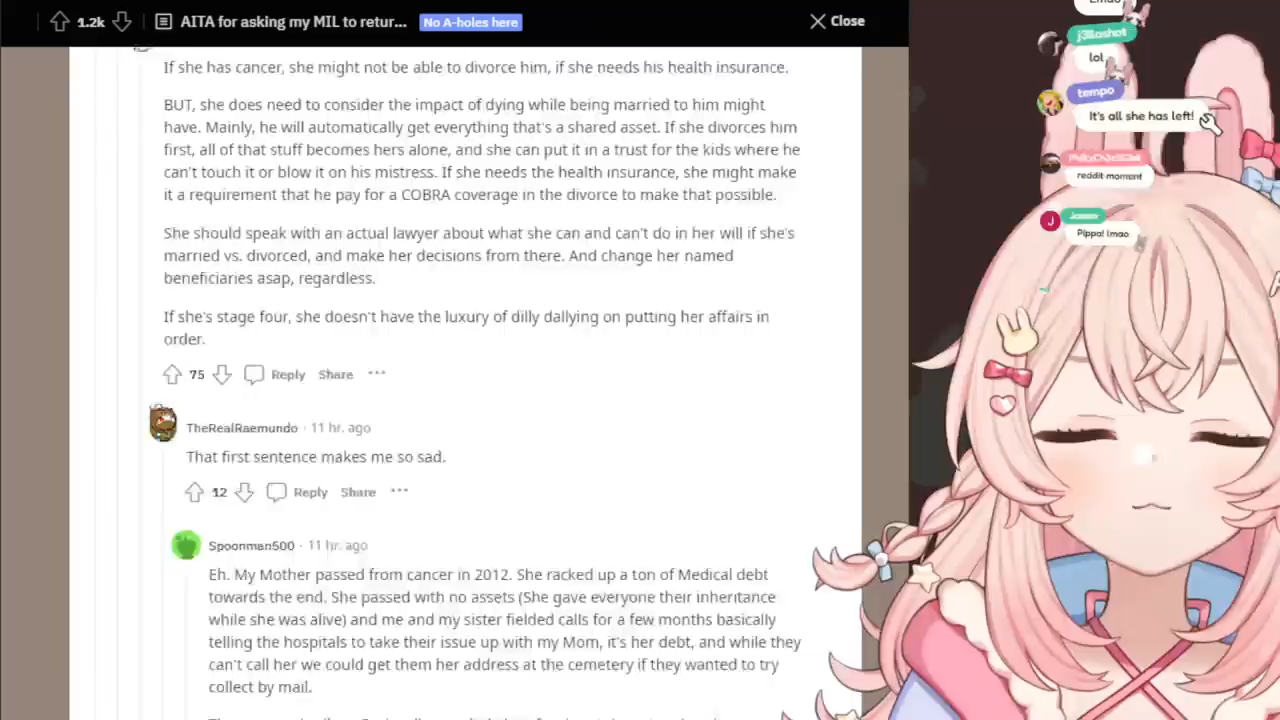 1.2k
AITA for asking my MIL to retur...
No A-holes here
Close
If she has cancer, she might not be able to divorce him, if she needs his health insurance.
BUT, she does need to consider the impact of dying while being married to him might
have. Mainly, he will automatically get everything that's a shared asset. If she divorces him
first, all of that stuff becomes hers alone, and she can put it in a trust for the kids where he
can't touch it or blow it on his mistress. If she needs the health insurance, she might make
it a requirement that he pay for a COBRA coverage in the divorce to make that possible.
She should speak with an actual lawyer about what she can and can't do in her will if she's
married vs. divorced, and make her decisions from there. And change her named
beneficiaries asap, regardless.
If she's stage four, she doesn't have the luxury of dilly dallying on putting her affairs in
order.
75
Reply
Share
TheRealRaemundo · 11 hr. ago
That first sentence makes me so sad.
12
Reply
Share
Spoonman500 · 11 hr. ago
Eh. My Mother passed from cancer in 2012. She racked up a ton of Medical debt
towards the end. She passed with no assets (She gave everyone their inheritance
while she was alive) and me and my sister fielded calls for a few months basically
telling the hospitals to take their issue up with my Mom, it's her debt, and while they
can't call her we could get them her address at the cemetery if they wanted to try
collect by mail.
lol
tempo
It's all she has left!
reddit moment
Pippa! lmao